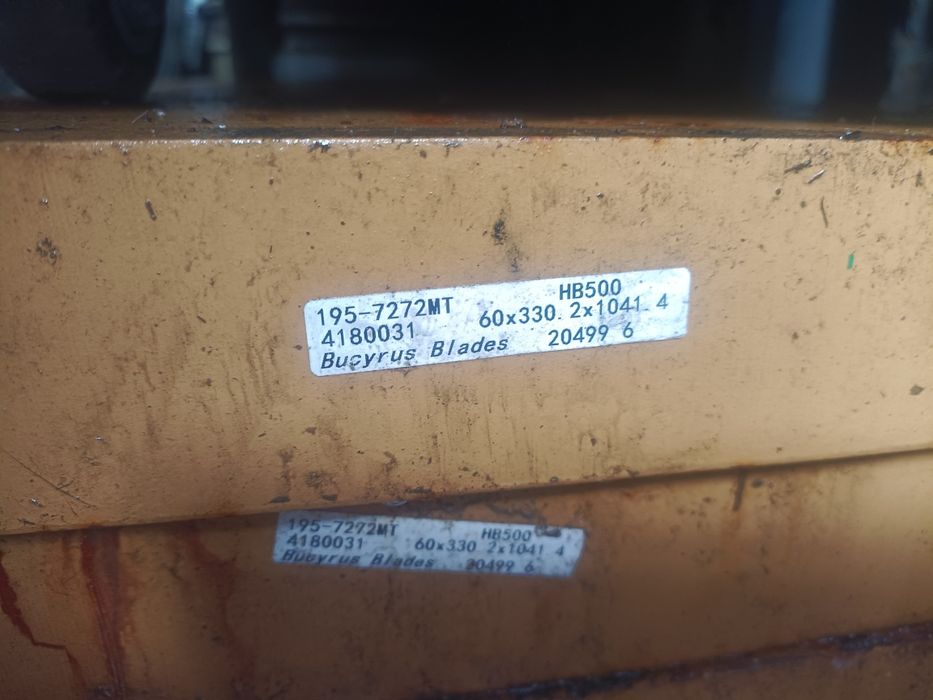 195-7272MT HB500
4180031 60x330.2x1041.4
Bucyrus Blades 20499 6
195-7272MT HB500
4180031 60x330 2x1041 4
Bucyrus Blades 20499 6